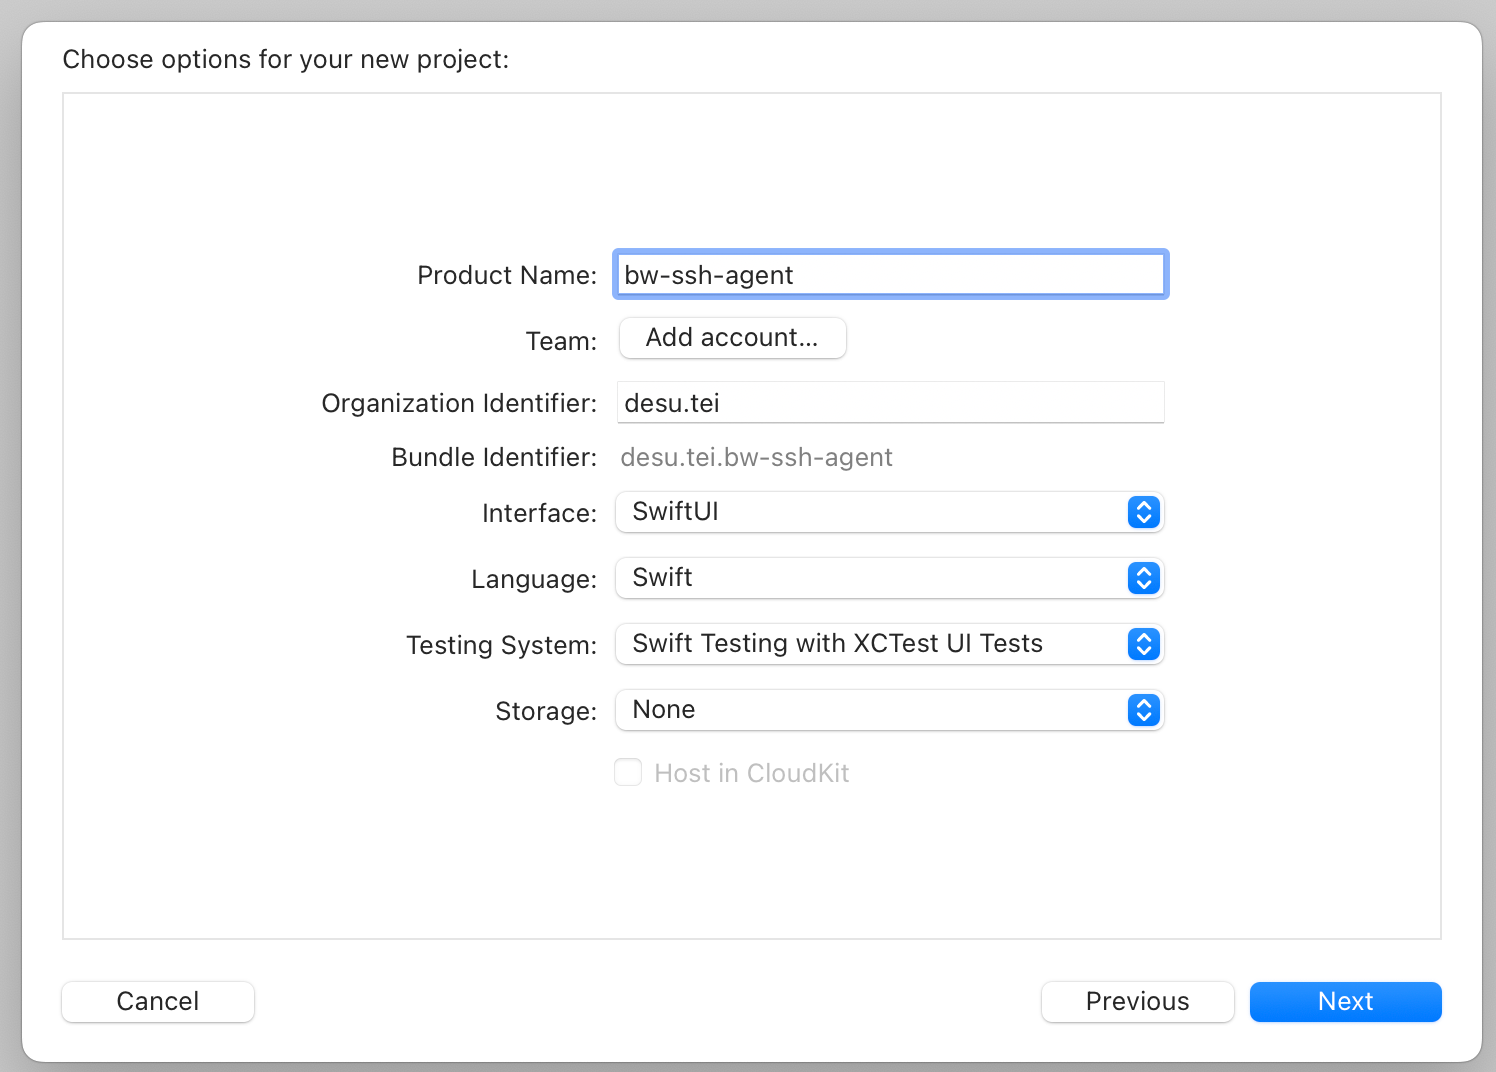 Choose options for your new project:
Product Name: bw-ssh-agent
Team: Add account...
Organization Identifier: desu.tei
Bundle Identifier: desu.tei.bw-ssh-agent
Interface: SwiftUI
Language: Swift
Testing System: Swift Testing with XCTest UI Tests
Storage: None
Host in CloudKit
Cancel Previous Next